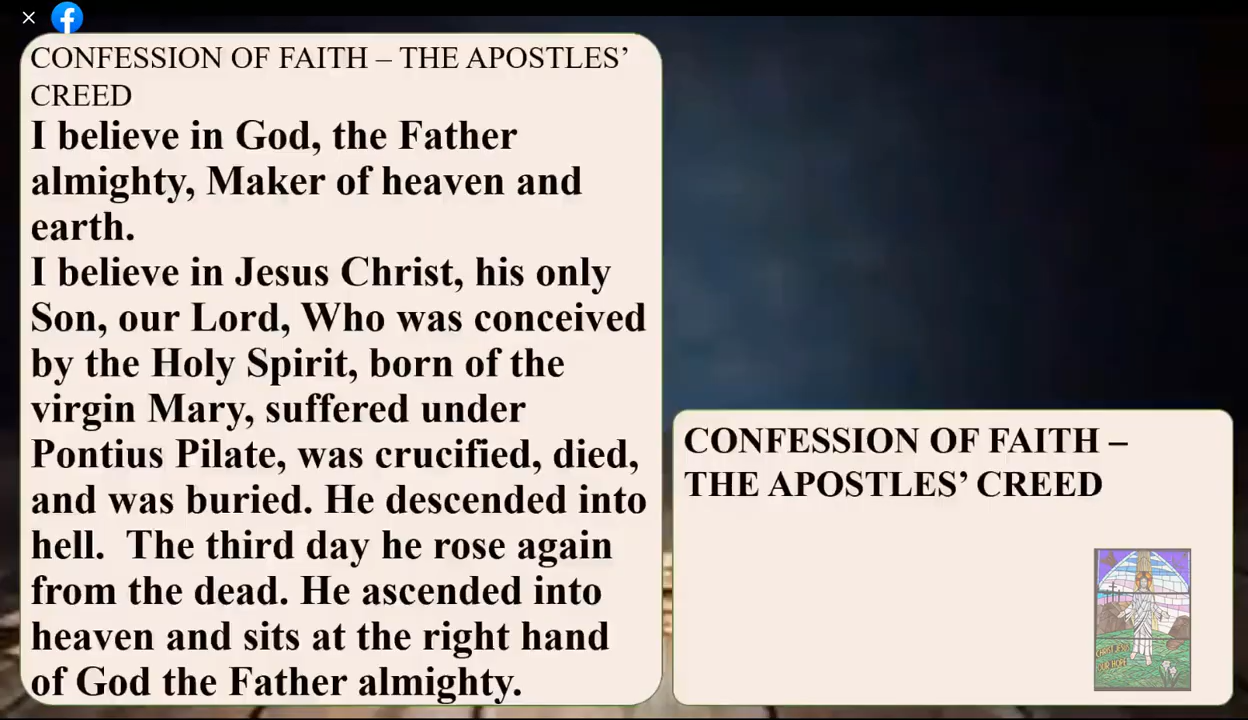 CONFESSION OF FAITH – THE APOSTLES’
CREED
I believe in God, the Father
almighty, Maker of heaven and
earth.
I believe in Jesus Christ, his only
Son, our Lord, Who was conceived
by the Holy Spirit, born of the
virgin Mary, suffered under
Pontius Pilate, was crucified, died,
and was buried. He descended into
hell.  The third day he rose again
from the dead. He ascended into
heaven and sits at the right hand
of God the Father almighty.
CONFESSION OF FAITH –
THE APOSTLES’ CREED
CHRIST JESUS
OUR HOPE